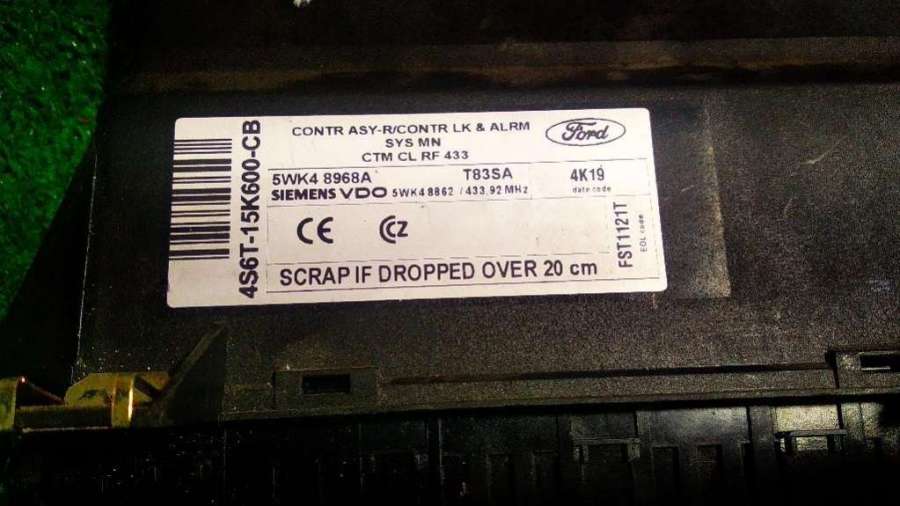 4S6T-15K600-CB
CONTR ASY-R/CONTR LK & ALRM
SYS MN
CTM CL RF 433
Ford
5WK4 8968A T83SA 4K19
SIEMENS VDO 5WK4 8862 / 433,92 MHz date code
CE CZ
FST1121T
EOL code
SCRAP IF DROPPED OVER 20 cm